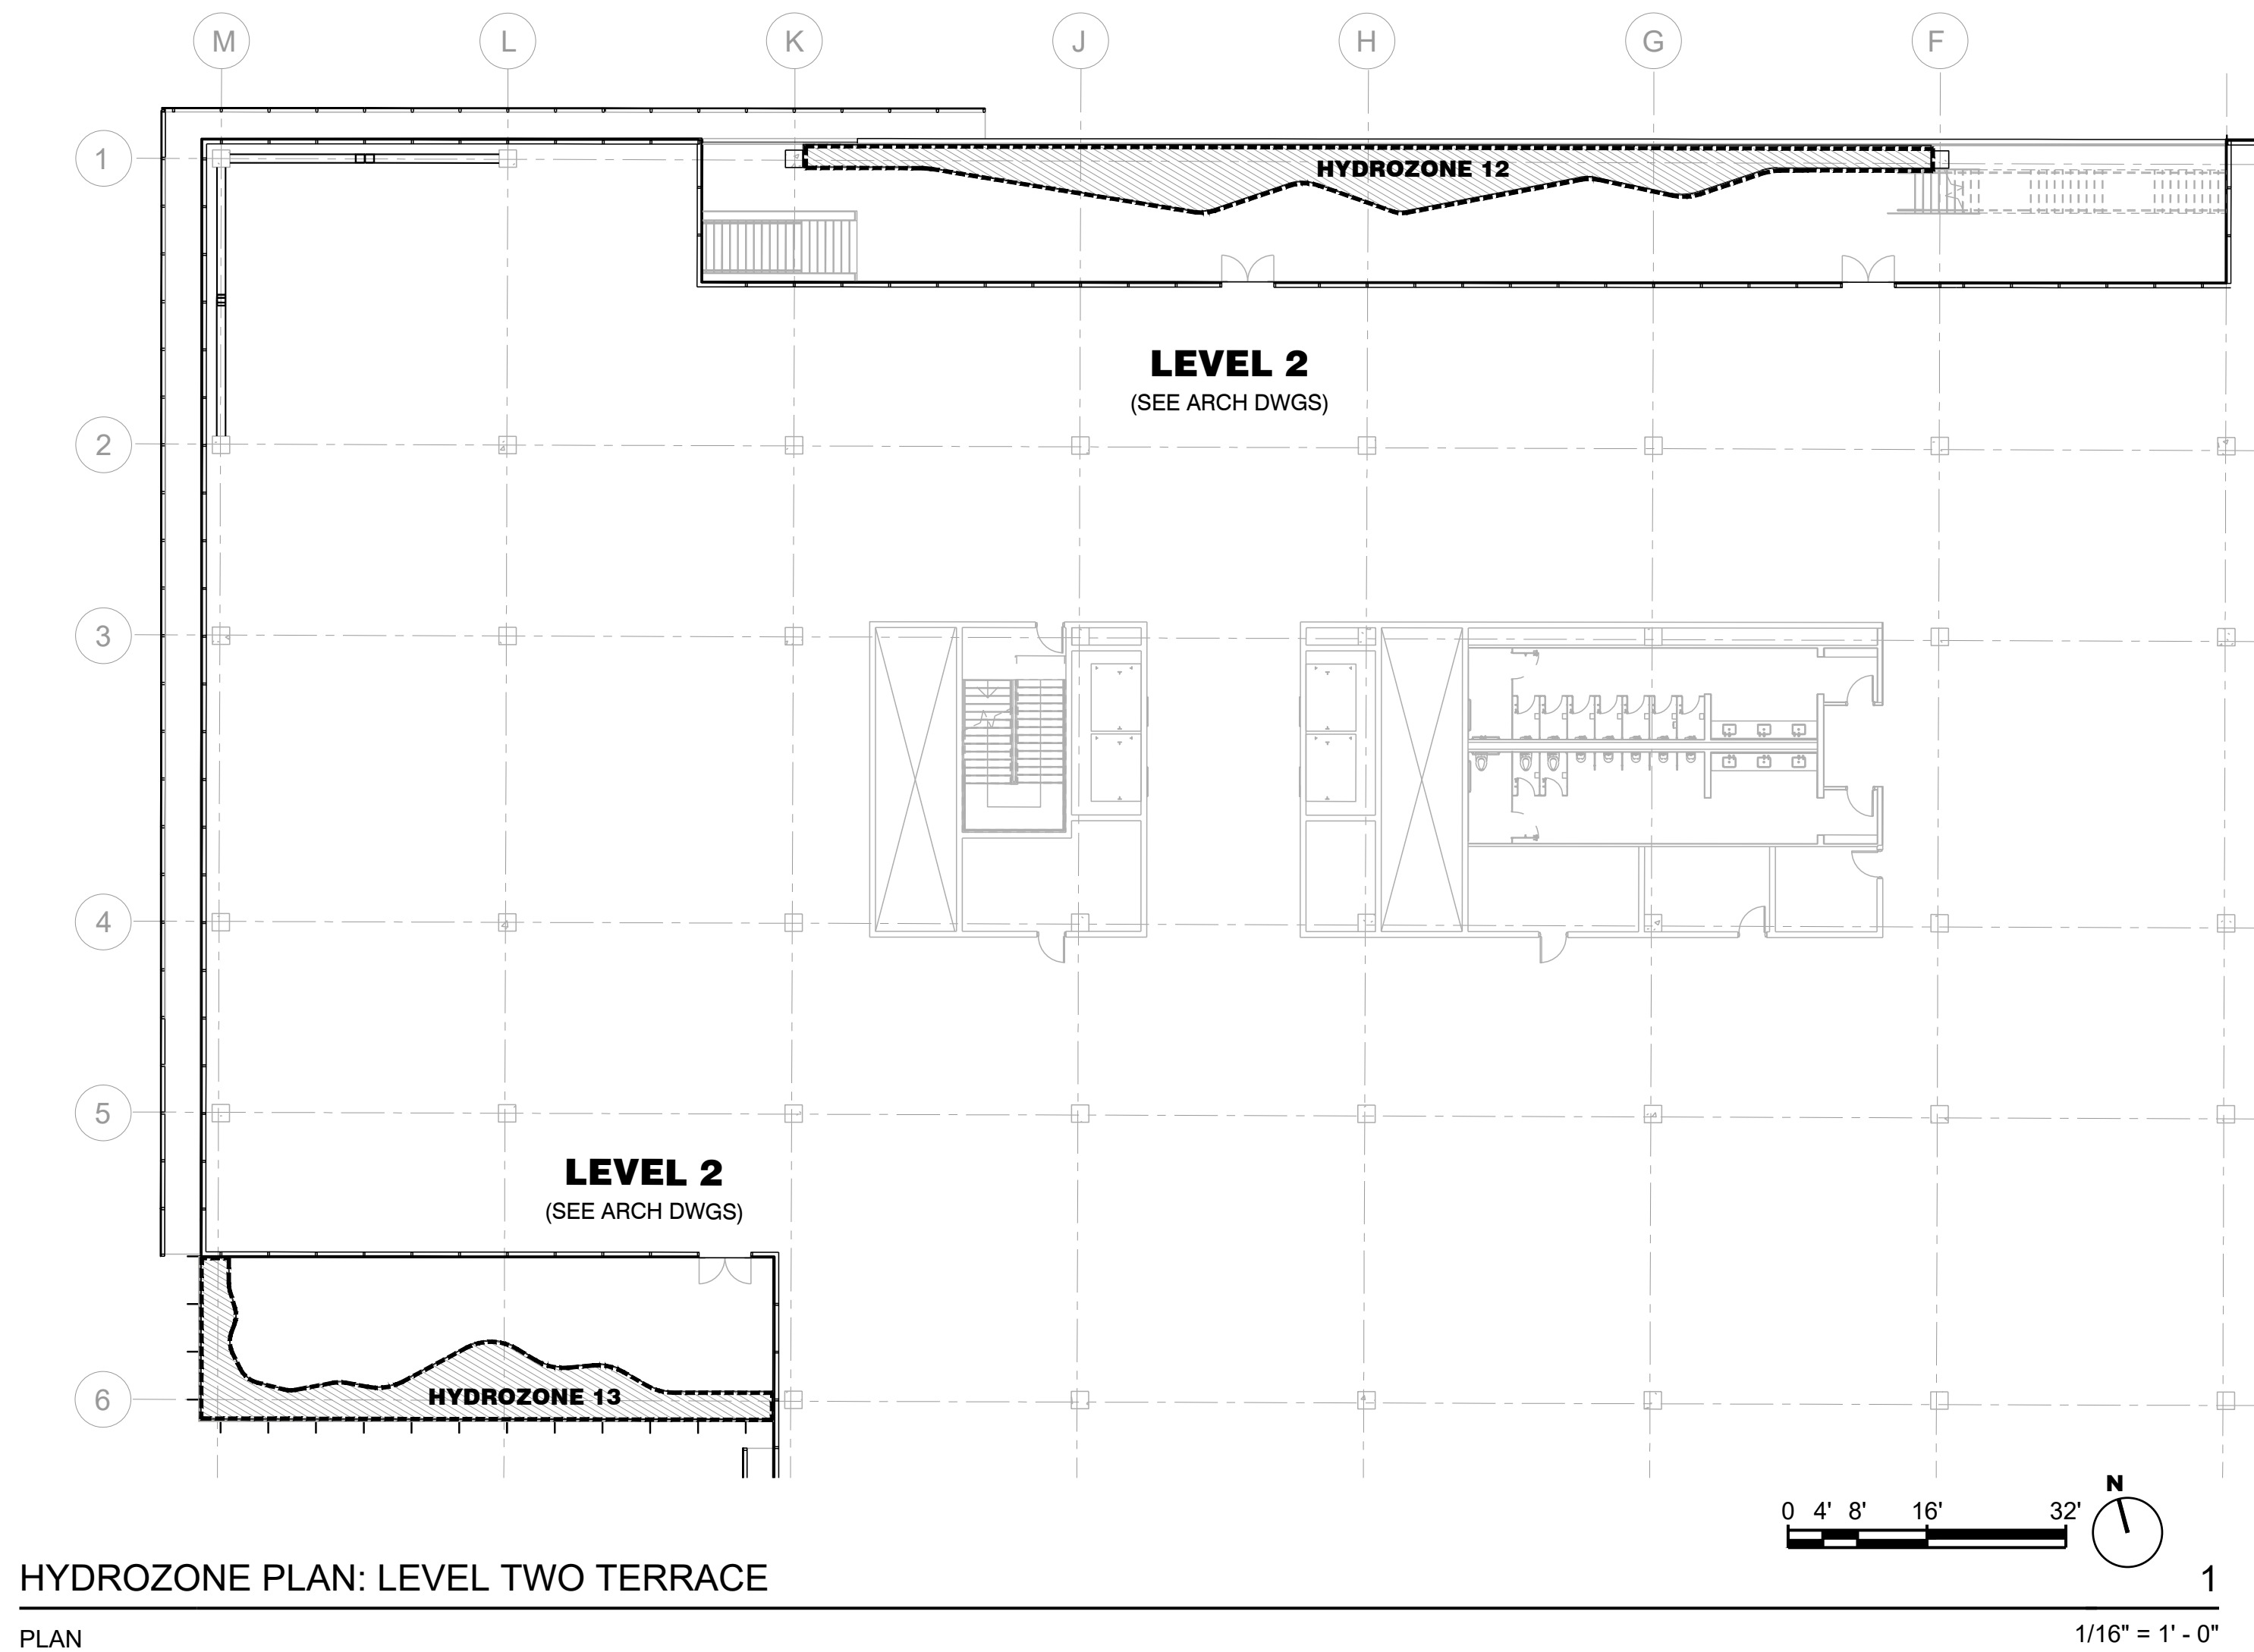 M L K J H G F
1
HYDROZONE 12
LEVEL 2
(SEE ARCH DWGS)
2
3
4
5
LEVEL 2
(SEE ARCH DWGS)
HYDROZONE 13
6
N
0 4' 8' 16' 32'
HYDROZONE PLAN: LEVEL TWO TERRACE 1
PLAN 1/16" = 1' - 0"